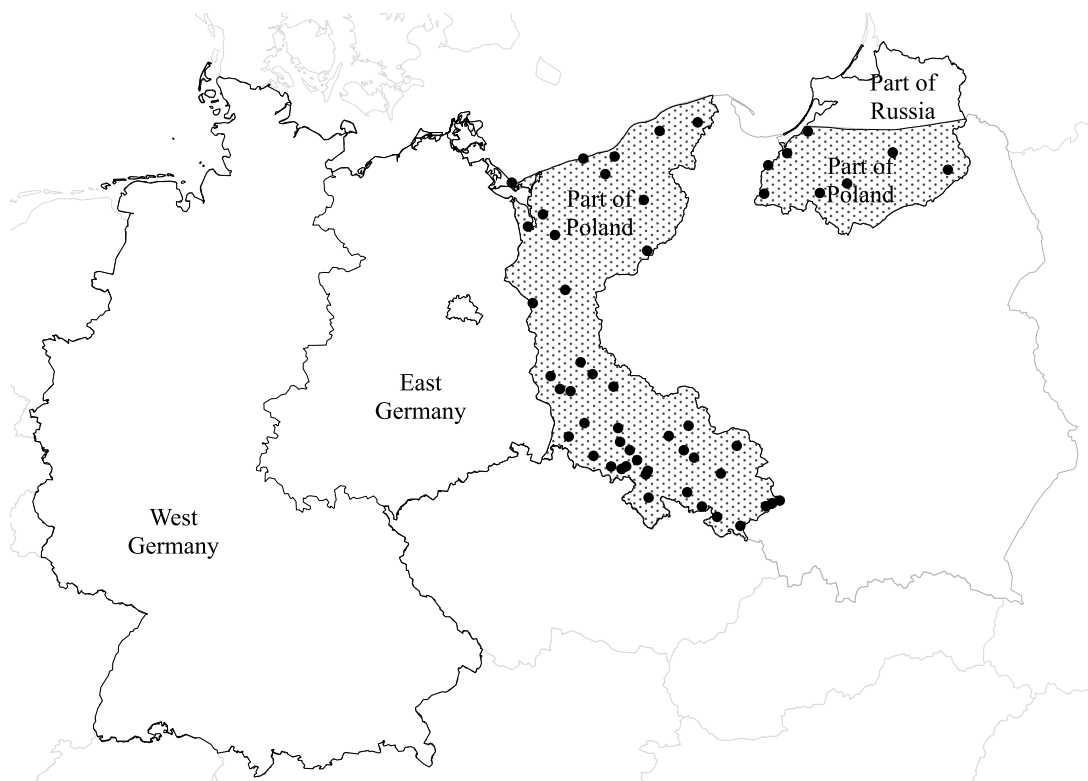 Part of
Russia
Part of
Poland
Part of
Poland
East
Germany
West
Germany